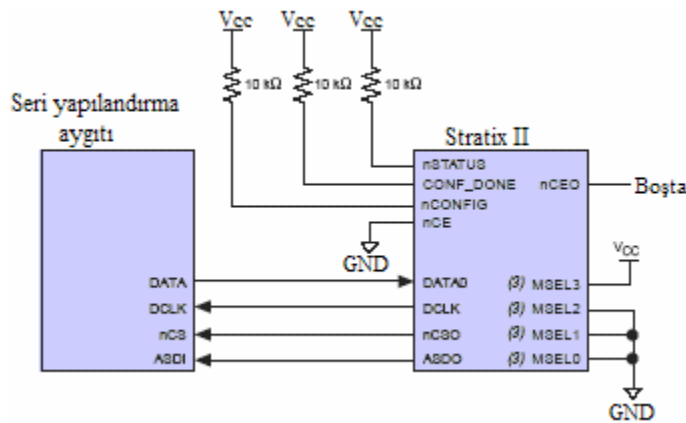 Vcc Vcc Vcc
10 kΩ 10 kΩ 10 kΩ
Seri yapılandırma
aygıtı
Stratix II
nSTATUS
CONF_DONE nCEO Boşta
nCONFIG
nCE
GND
VCC
DATA DATA0 (3) MSEL3
DCLK DCLK (3) MSEL2
nCS nCSO (3) MSEL1
ASDI ASDO (3) MSEL0
GND